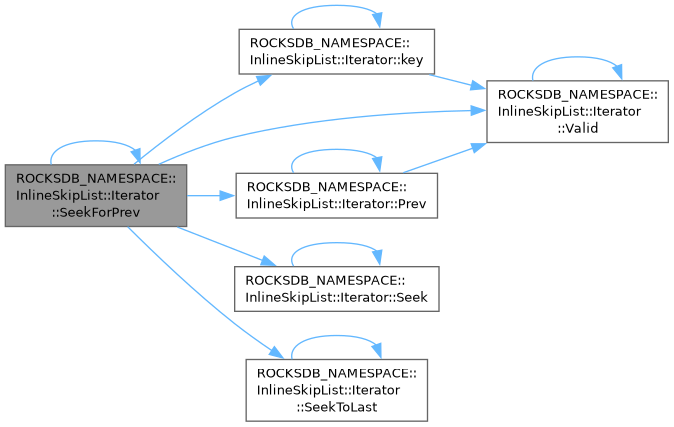 ROCKSDB_NAMESPACE::
InlineSkipList::Iterator::key
ROCKSDB_NAMESPACE::
InlineSkipList::Iterator
::Valid
ROCKSDB_NAMESPACE::
InlineSkipList::Iterator
::SeekForPrev
ROCKSDB_NAMESPACE::
InlineSkipList::Iterator::Prev
ROCKSDB_NAMESPACE::
InlineSkipList::Iterator::Seek
ROCKSDB_NAMESPACE::
InlineSkipList::Iterator
::SeekToLast